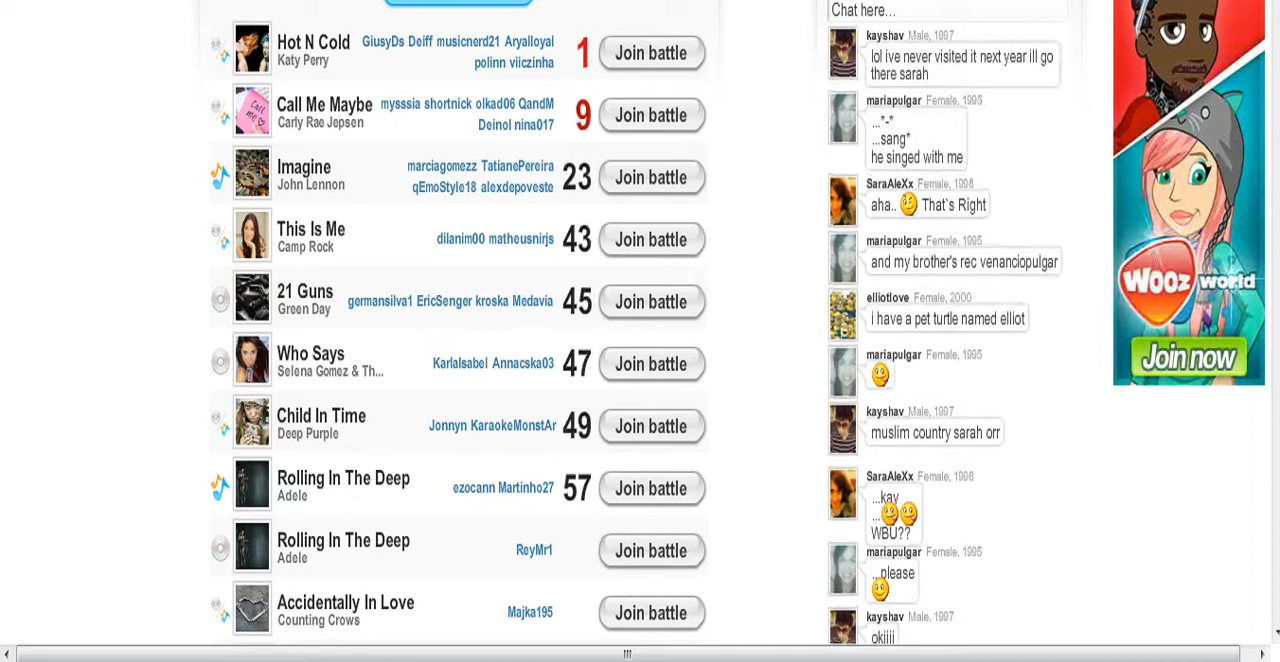 Hot N Cold
Katy Perry
GiusyDs Deiff musicnerd21 Aryalloyal
polinn viiczinha
1
Join battle
Call Me Maybe
Carly Rae Jepsen
mysssia shortnick olkad06 QandM
Deinol nina017
9
Join battle
Imagine
John Lennon
marciagomezz TatianePereira
qEmoStyle18 alexdepoveste
23
Join battle
This Is Me
Camp Rock
dilanim00 matheusnirjs
43
Join battle
21 Guns
Green Day
germansilva1 EricSenger kroska Medavia
45
Join battle
Who Says
Selena Gomez & Th...
KarlaIsabel Annacska03
47
Join battle
Child In Time
Deep Purple
Jonnyn KaraokeMonstAr
49
Join battle
Rolling In The Deep
Adele
ezocann Martinho27
57
Join battle
Rolling In The Deep
Adele
ReyMr1
Join battle
Accidentally In Love
Counting Crows
Majka195
Join battle
Chat here...
kayshav Male, 1997
lol ive never visited it next year ill go
there sarah
mariapulgar Female, 1995
...*-*
...sang*
he singed with me
SaraAleXx Female, 1998
aha.. That`s Right
mariapulgar Female, 1995
and my brother's rec venanciopulgar
elliotlove Female, 2000
i have a pet turtle named elliot
mariapulgar Female, 1995
kayshav Male, 1997
muslim country sarah orr
SaraAleXx Female, 1998
...kay
...
WBU??
mariapulgar Female, 1995
...please
kayshav Male, 1997
okiiii
WOOZ world
Join now